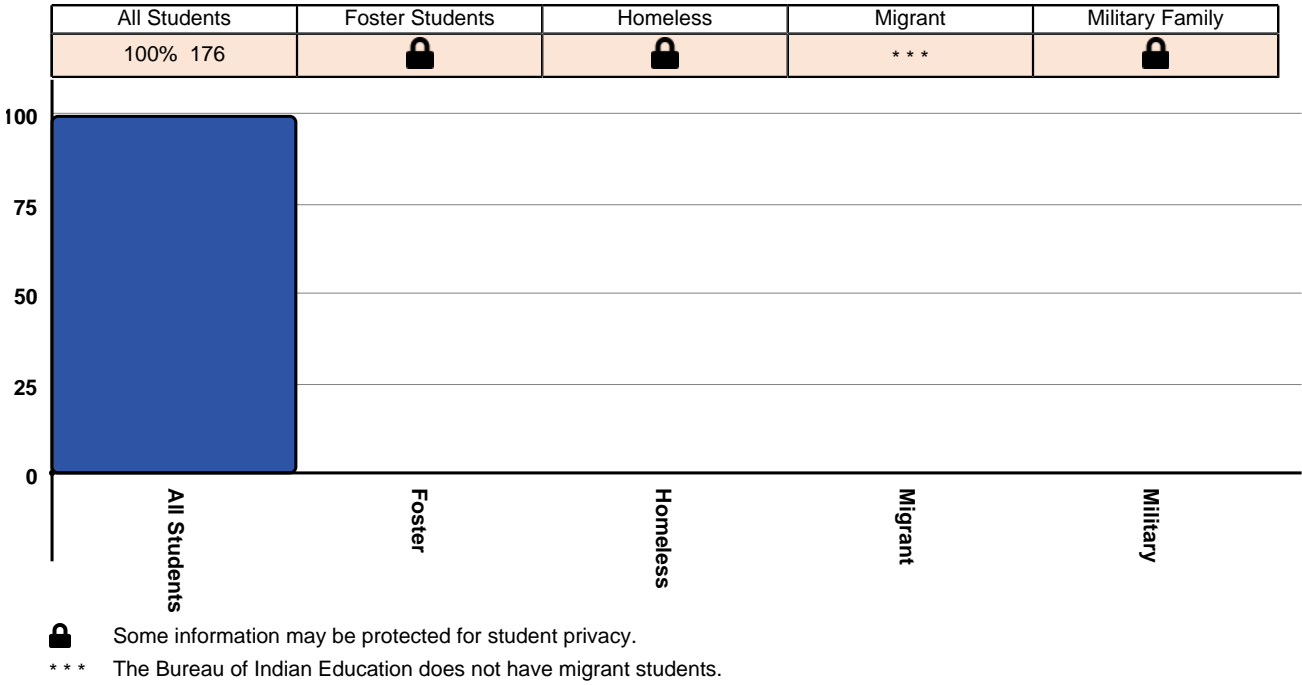 All Students Foster Students Homeless Migrant Military Family
100% 176 * * *
100
75
50
25
0
All Students
Foster
Homeless
Migrant
Military
Some information may be protected for student privacy.
* * * The Bureau of Indian Education does not have migrant students.